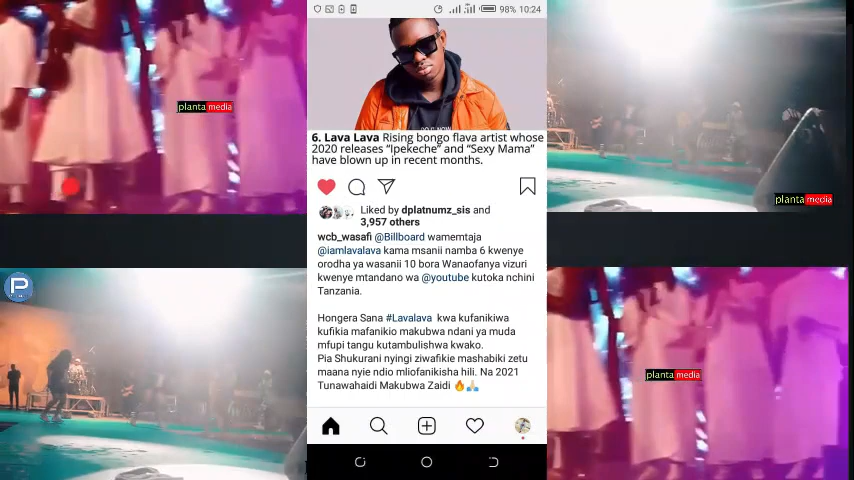 98% 10:24
6. Lava Lava Rising bongo flava artist whose
2020 releases “Ipekeche” and “Sexy Mama”
have blown up in recent months.
Liked by dplatnumz_sis and
3,957 others
wcb_wasafi @Billboard wamemtaja
@iamlavalava kama msanii namba 6 kwenye
orodha ya wasanii 10 bora Wanaofanya vizuri
kwenye mtandano wa @youtube kutoka nchini
Tanzania.
Hongera Sana #Lavalava kwa kufanikiwa
kufikia mafanikio makubwa ndani ya muda
mfupi tangu kutambulishwa kwako.
Pia Shukurani nyingi ziwafikie mashabiki zetu
maana nyie ndio mliofanikisha hili. Na 2021
Tunawahaidi Makubwa Zaidi 🔥🙏🏻
planta media
planta media
P
planta media